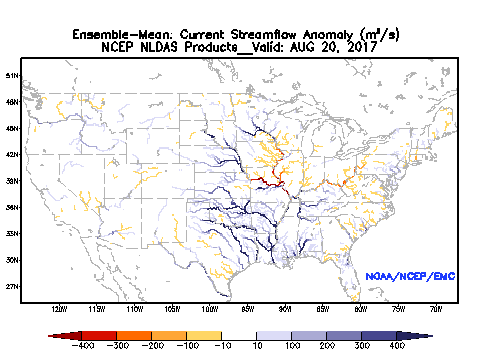 Ensemble-Mean: Current Streamflow Anomaly (m³/s)
NCEP NLDAS Products__Valid: AUG 20, 2017
51N
48N
45N
42N
39N
36N
33N
30N
27N
NOAA/NCEP/EMC
120W 115W 110W 105W 100W 95W 90W 85W 80W 75W 70W
-400 -300 -200 -100 -10 10 100 200 300 400